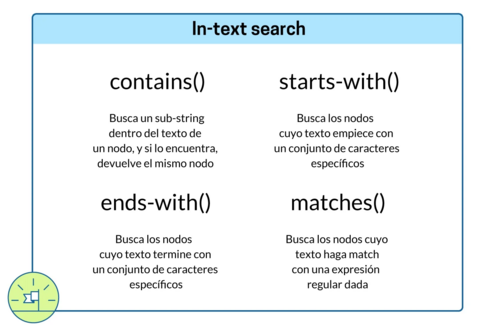 In-text search
contains()
Busca un sub-string
dentro del texto de
un nodo, y si lo encuentra,
devuelve el mismo nodo
starts-with()
Busca los nodos
cuyo texto empiece con
un conjunto de caracteres
específicos
ends-with()
Busca los nodos
cuyo texto termine con
un conjunto de caracteres
específicos
matches()
Busca los nodos cuyo
texto haga match
con una expresión
regular dada